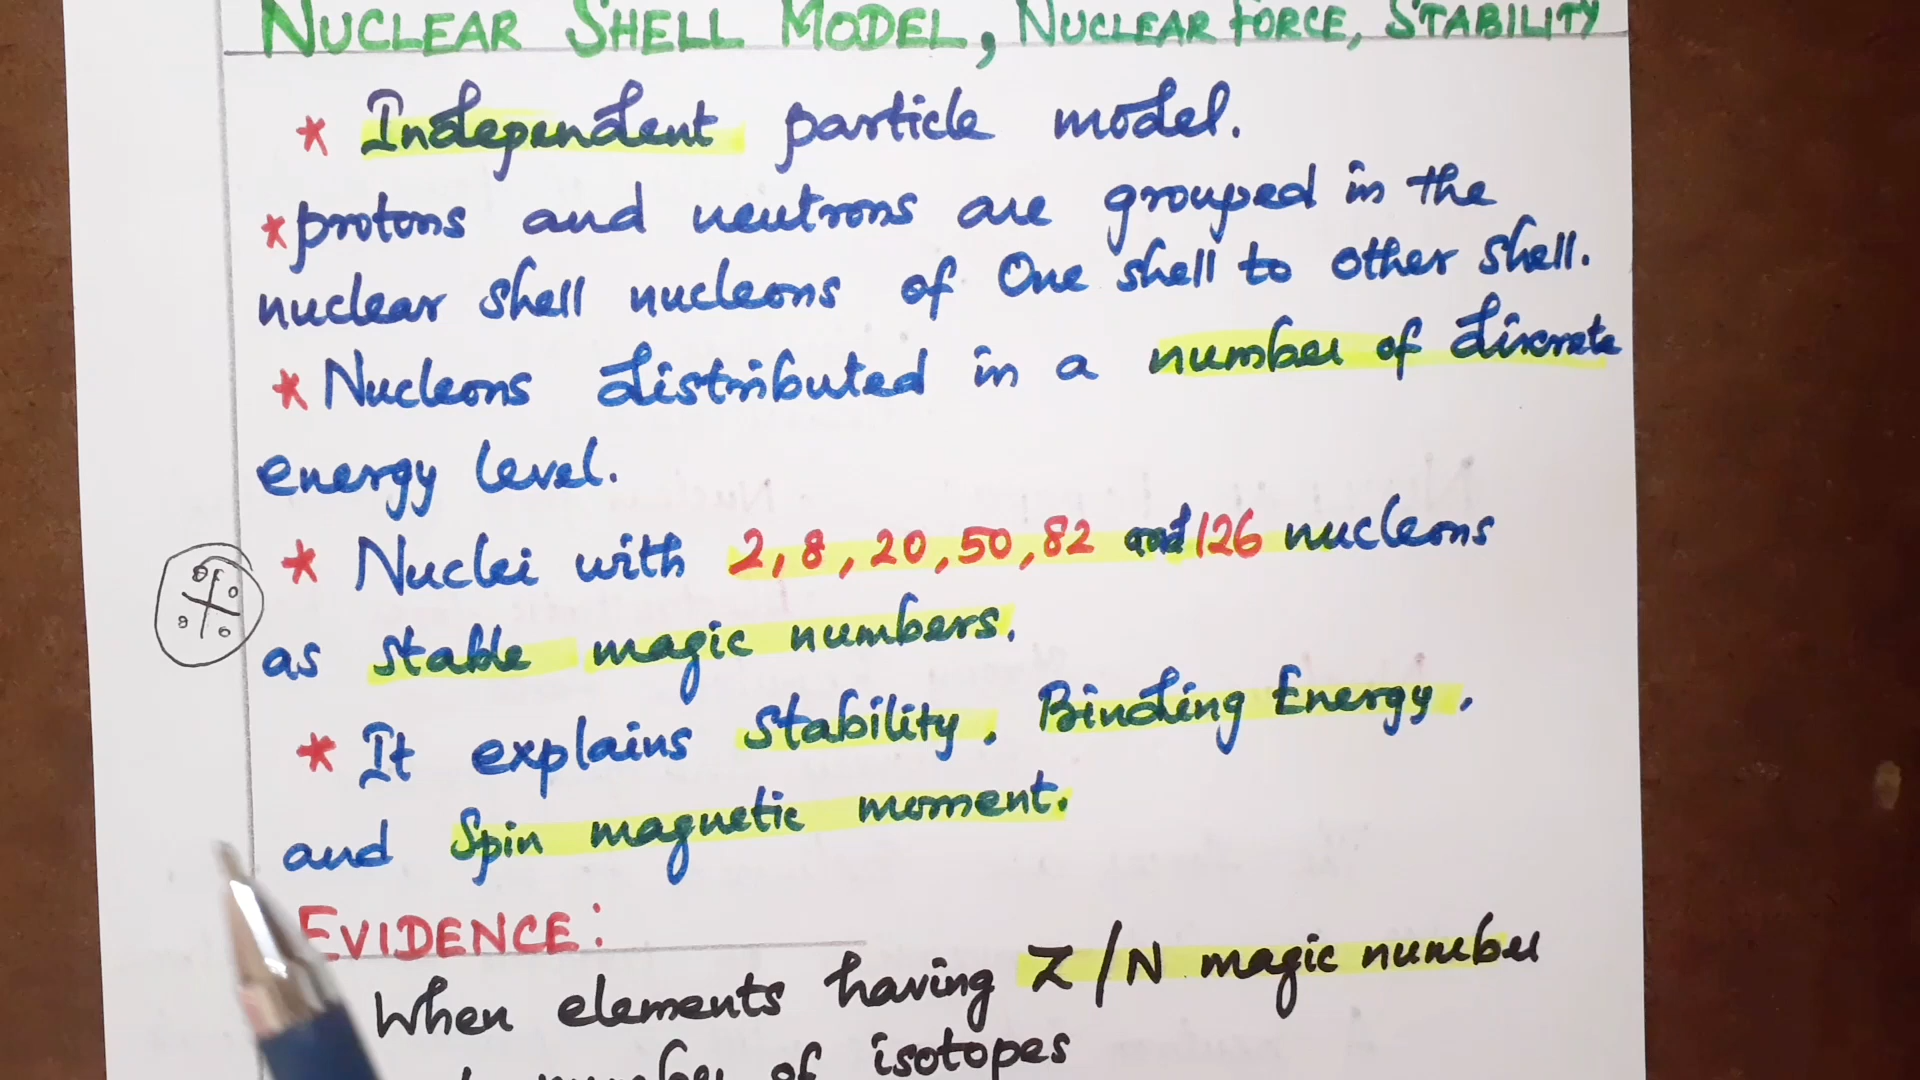 NUCLEAR SHELL MODEL, NUCLEAR FORCE, STABILITY
* Independent particle model.
* protons and neutrons are grouped in the
nuclear shell nucleons of One shell to other shell.
* Nucleons distributed in a number of discrete
energy level.
* Nuclei with 2, 8, 20, 50, 82 and 126 nucleons
as stable magic numbers.
* It explains stability, Binding Energy,
and Spin magnetic moment.
EVIDENCE:
When elements having Z/N magic number
number of isotopes